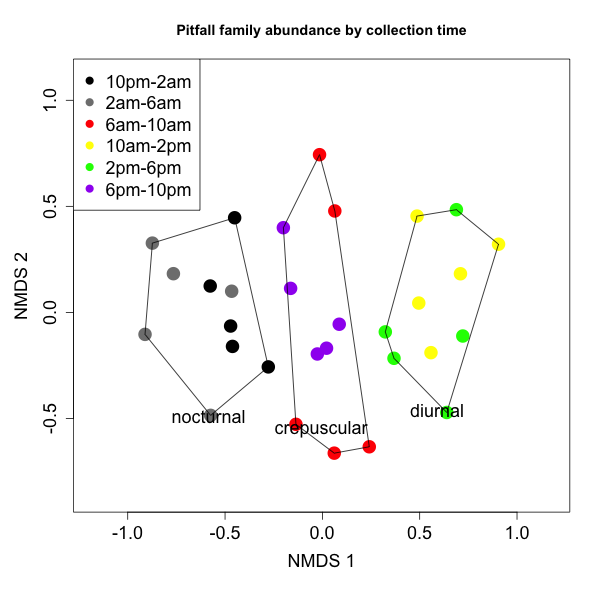 Pitfall family abundance by collection time
10pm-2am
2am-6am
6am-10am
10am-2pm
2pm-6pm
6pm-10pm
1.0
0.5
0.0
-0.5
NMDS 2
nocturnal
crepuscular
diurnal
-1.0 -0.5 0.0 0.5 1.0
NMDS 1